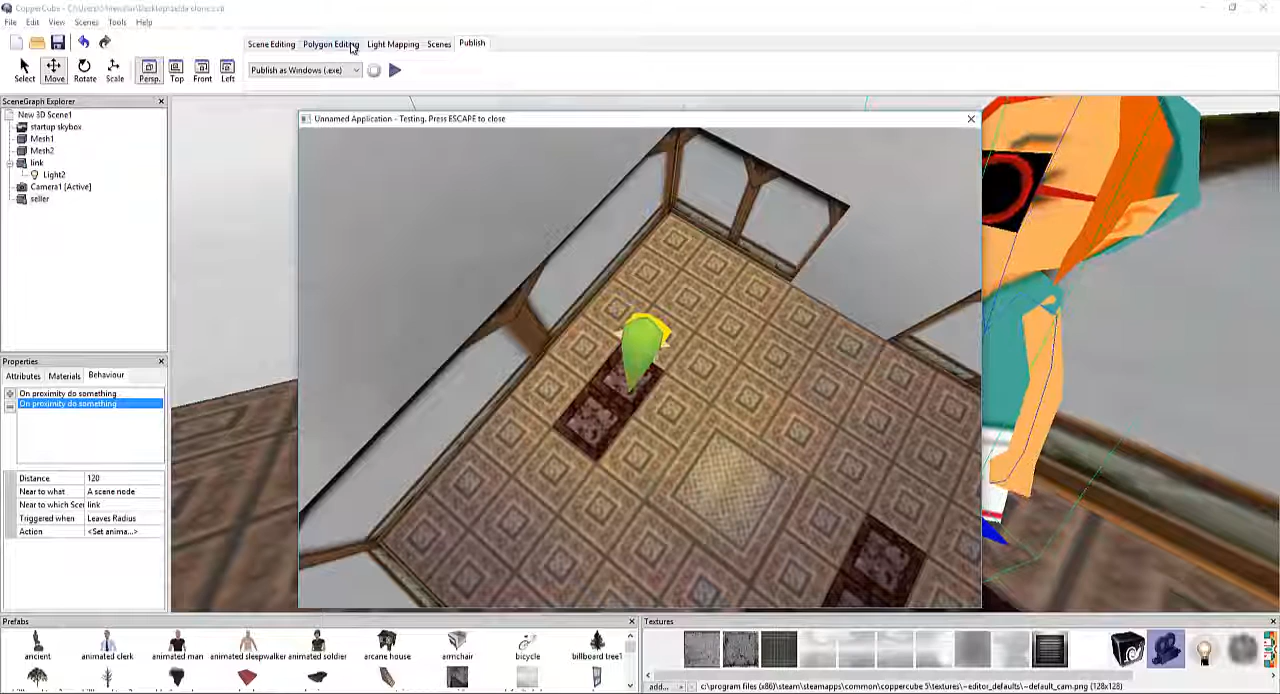 File Edit View Scenes Tools Help
Scene Editing Polygon Editing Light Mapping Scenes Publish
Select Move Rotate Scale Persp. Top Front Left
Publish as Windows (.exe)
SceneGraph Explorer
New 3D Scene1
startup skybox
Mesh1
Mesh2
link
Light2
Camera1 [Active]
seller
Unnamed Application - Testing. Press ESCAPE to close
Properties
Attributes Materials Behaviour
On proximity do something
On proximity do something
Distance 120
Near to what A scene node
Near to which Sce link
Triggered when Leaves Radius
Action <Set anima...>
Prefabs
ancient animated clerk animated man animated sleepwalker animated sold arcane house armchair bicycle billboard tree1
Textures
add... c:\program files (x86)\steam\steamapps\common\coppercube 5\textures\~editor_defaults\~default_cam.png (128x128)